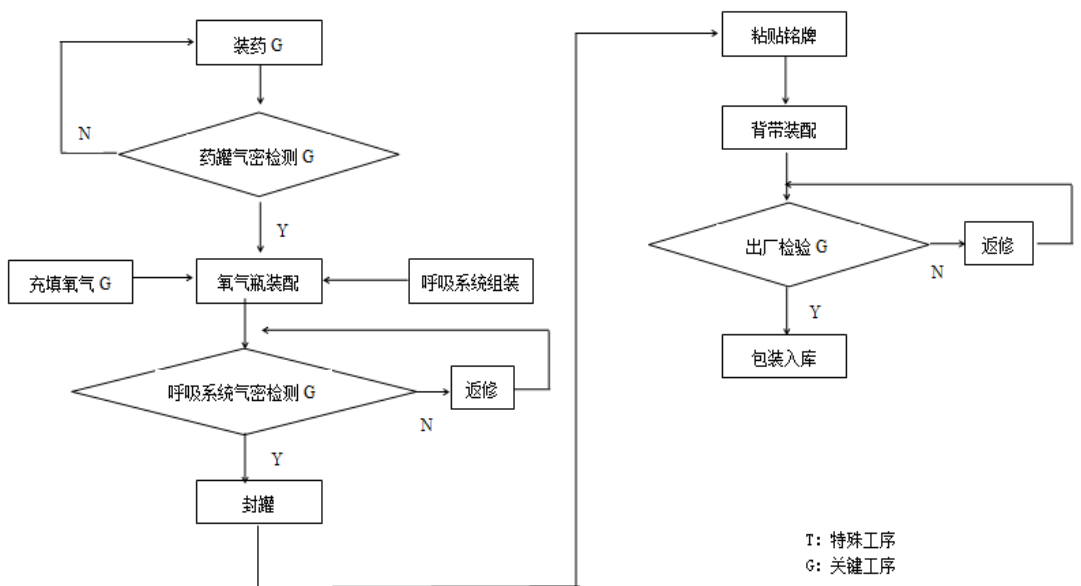 装药 G
N
药罐气密检测 G
Y
充填氧气 G
氧气瓶装配
呼吸系统组装
呼吸系统气密检测 G
返修
N
Y
封罐
粘贴铭牌
背带装配
出厂检验 G
返修
N
Y
包装入库
T: 特殊工序
G: 关键工序